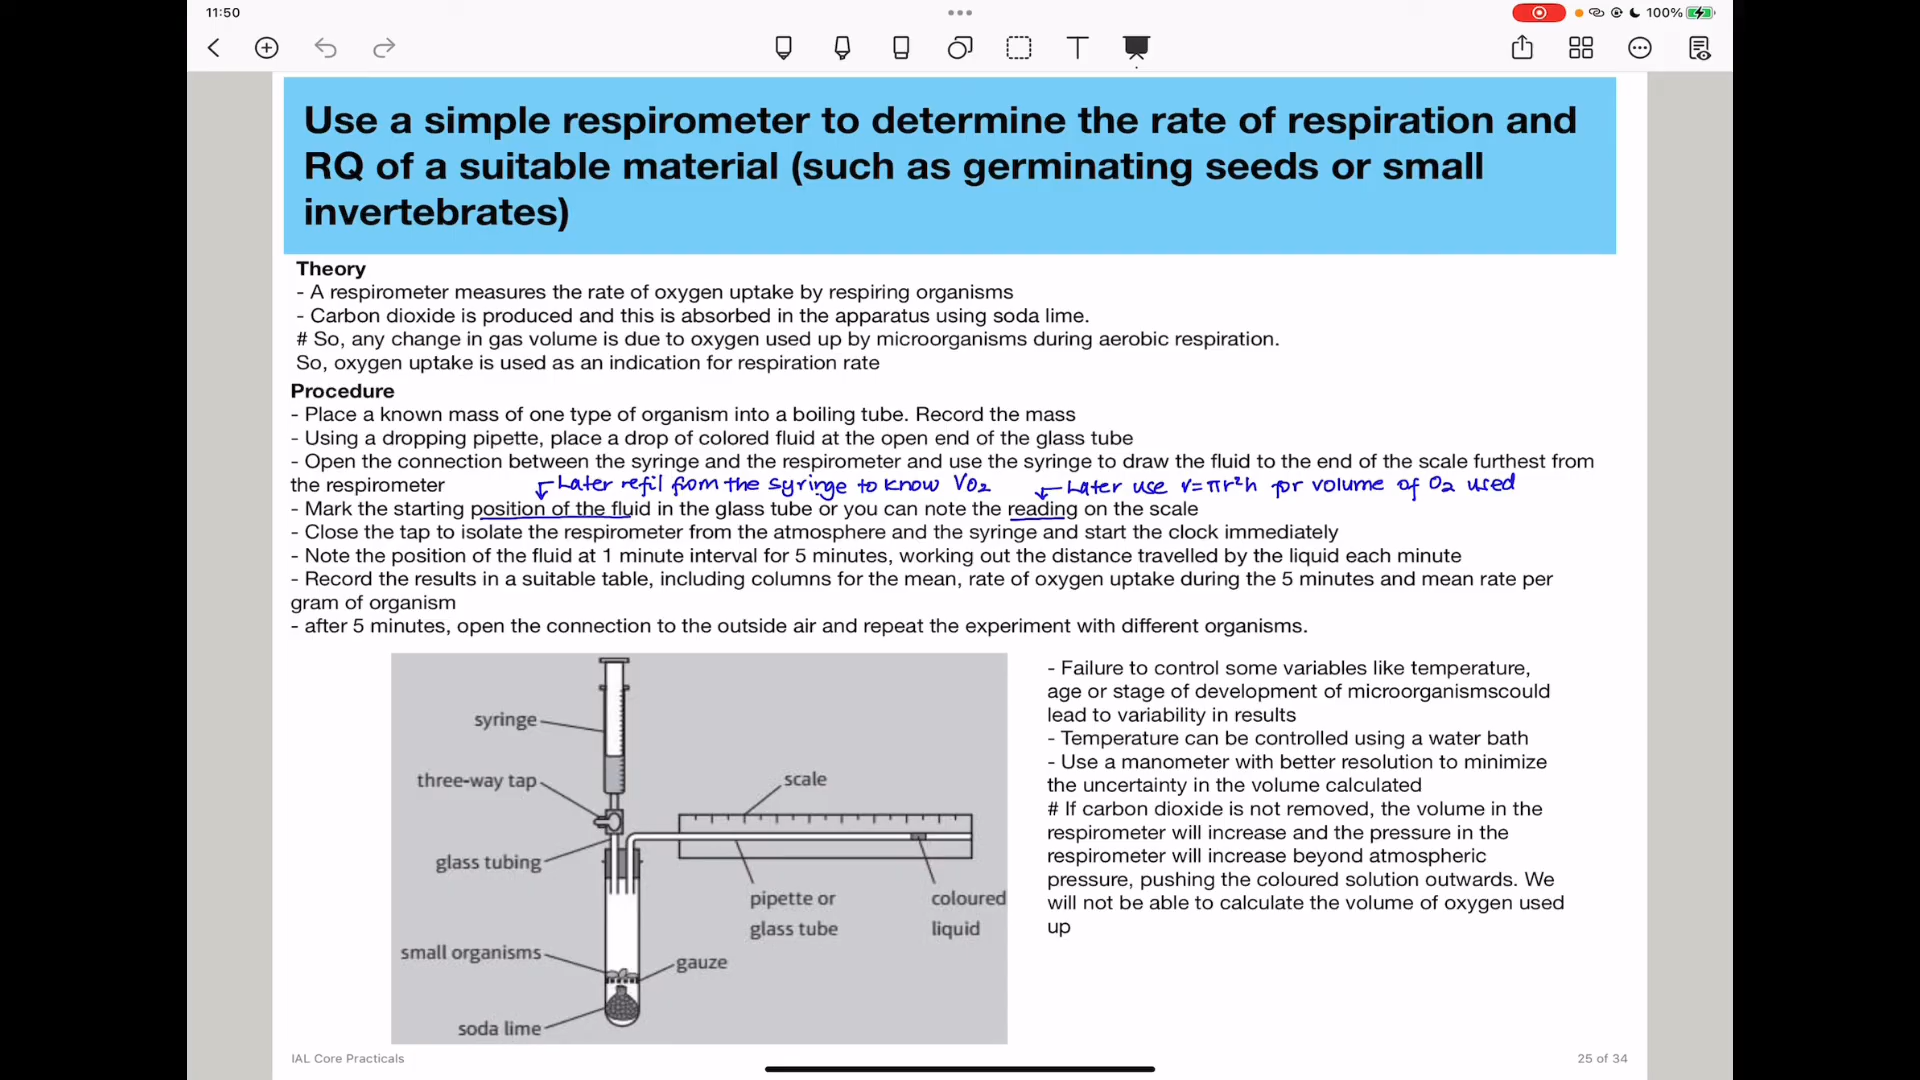 11:50
100%
Use a simple respirometer to determine the rate of respiration and
RQ of a suitable material (such as germinating seeds or small
invertebrates)
Theory
- A respirometer measures the rate of oxygen uptake by respiring organisms
- Carbon dioxide is produced and this is absorbed in the apparatus using soda lime.
# So, any change in gas volume is due to oxygen used up by microorganisms during aerobic respiration.
So, oxygen uptake is used as an indication for respiration rate
Procedure
- Place a known mass of one type of organism into a boiling tube. Record the mass
- Using a dropping pipette, place a drop of colored fluid at the open end of the glass tube
- Open the connection between the syringe and the respirometer and use the syringe to draw the fluid to the end of the scale furthest from
the respirometer
Later refil from the syringe to know VO₂
Later use v=πr²h for volume of O₂ used
- Mark the starting position of the fluid in the glass tube or you can note the reading on the scale
- Close the tap to isolate the respirometer from the atmosphere and the syringe and start the clock immediately
- Note the position of the fluid at 1 minute interval for 5 minutes, working out the distance travelled by the liquid each minute
- Record the results in a suitable table, including columns for the mean, rate of oxygen uptake during the 5 minutes and mean rate per
gram of organism
- after 5 minutes, open the connection to the outside air and repeat the experiment with different organisms.
syringe
three-way tap
scale
glass tubing
pipette or
glass tube
coloured
liquid
small organisms
gauze
soda lime
- Failure to control some variables like temperature,
age or stage of development of microorganismscould
lead to variability in results
- Temperature can be controlled using a water bath
- Use a manometer with better resolution to minimize
the uncertainty in the volume calculated
# If carbon dioxide is not removed, the volume in the
respirometer will increase and the pressure in the
respirometer will increase beyond atmospheric
pressure, pushing the coloured solution outwards. We
will not be able to calculate the volume of oxygen used
up
IAL Core Practicals
25 of 34